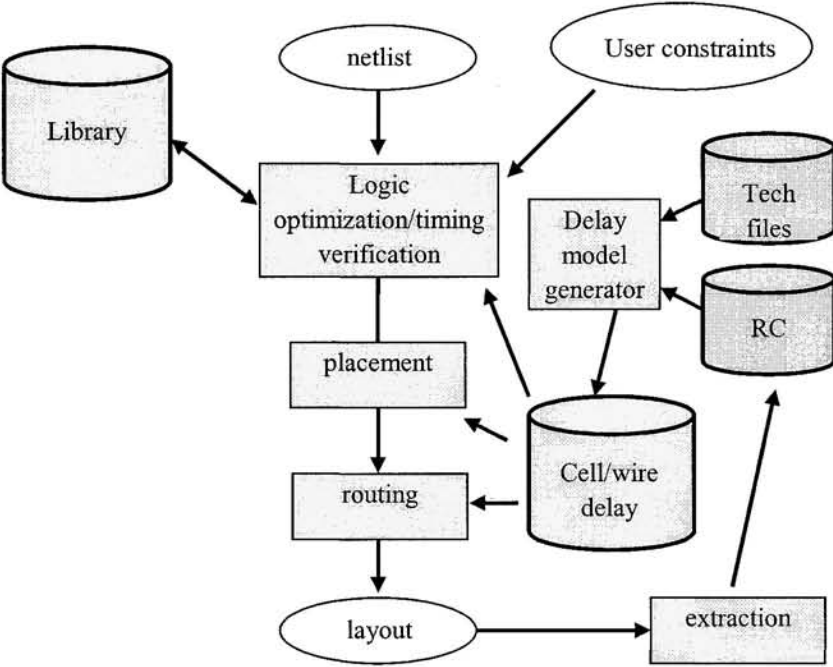 netlist
User constraints
Library
Logic
optimization/timing
verification
Delay
model
generator
Tech
files
RC
placement
Cell/wire
delay
routing
layout
extraction